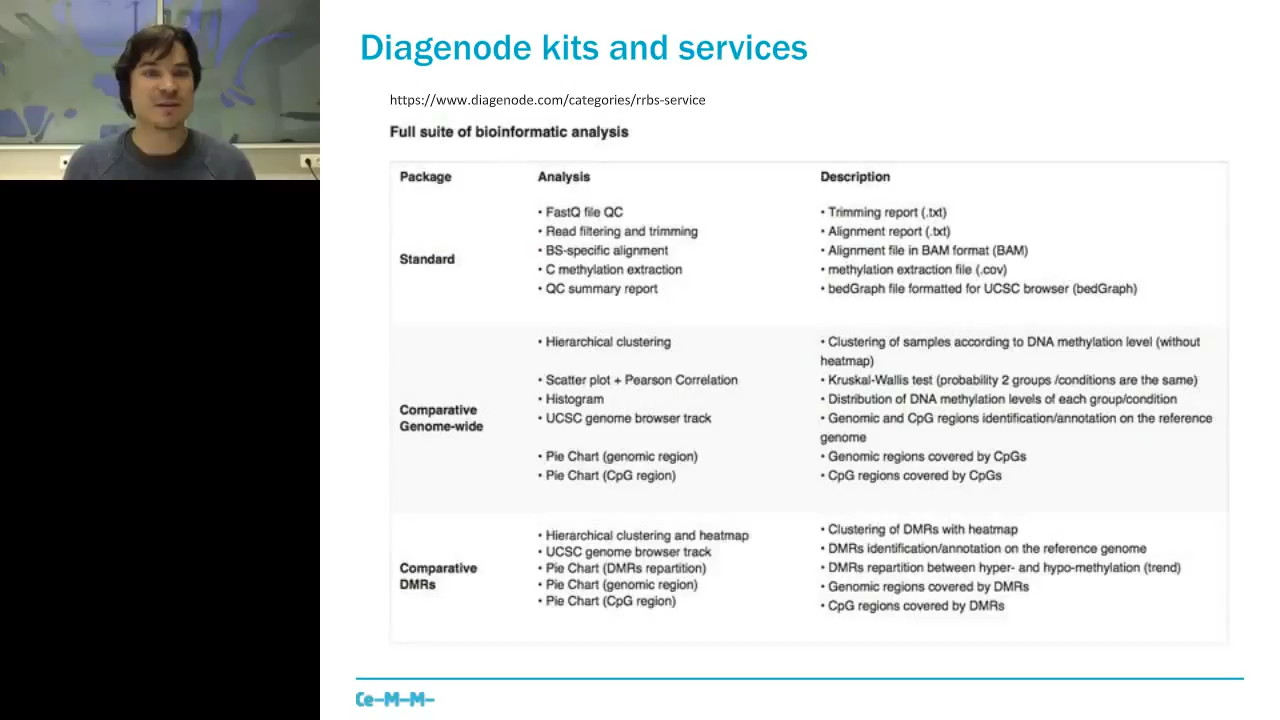 Diagenode kits and services
https://www.diagenode.com/categories/rrbs-service
Full suite of bioinformatic analysis
Package Analysis Description
Standard
• FastQ file QC
• Read filtering and trimming
• BS-specific alignment
• C methylation extraction
• QC summary report
• Trimming report (.txt)
• Alignment report (.txt)
• Alignment file in BAM format (BAM)
• methylation extraction file (.cov)
• bedGraph file formatted for UCSC browser (bedGraph)
Comparative
Genome-wide
• Hierarchical clustering
• Scatter plot + Pearson Correlation
• Histogram
• UCSC genome browser track
• Pie Chart (genomic region)
• Pie Chart (CpG region)
• Clustering of samples according to DNA methylation level (without
heatmap)
• Kruskal-Wallis test (probability 2 groups /conditions are the same)
• Distribution of DNA methylation levels of each group/condition
• Genomic and CpG regions identification/annotation on the reference
genome
• Genomic regions covered by CpGs
• CpG regions covered by CpGs
Comparative
DMRs
• Hierarchical clustering and heatmap
• UCSC genome browser track
• Pie Chart (DMRs repartition)
• Pie Chart (genomic region)
• Pie Chart (CpG region)
• Clustering of DMRs with heatmap
• DMRs identification/annotation on the reference genome
• DMRs repartition between hyper- and hypo-methylation (trend)
• Genomic regions covered by DMRs
• CpG regions covered by DMRs
Ce–M–M–